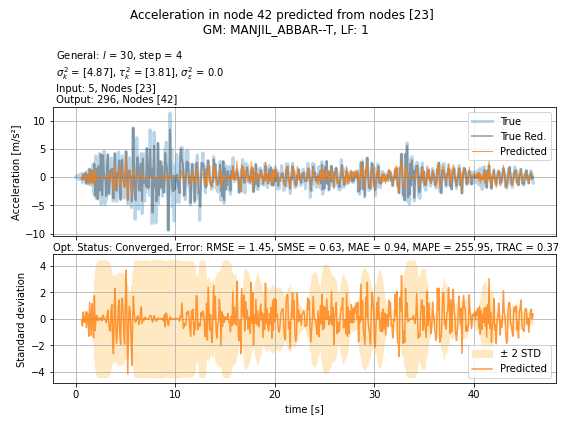 Acceleration in node 42 predicted from nodes [23]
GM: MANJIL_ABBAR--T, LF: 1
General: l = 30, step = 4
σ²ₖ = [4.87], τ²ₖ = [3.81], σ²ₑ = 0.0
Input: 5, Nodes [23]
Output: 296, Nodes [42]
10
5
0
−5
−10
Acceleration [m/s²]
True
True Red.
Predicted
Opt. Status: Converged, Error: RMSE = 1.45, SMSE = 0.63, MAE = 0.94, MAPE = 255.95, TRAC = 0.37
4
2
0
−2
−4
Standard deviation
± 2 STD
Predicted
0
10
20
30
40
time [s]